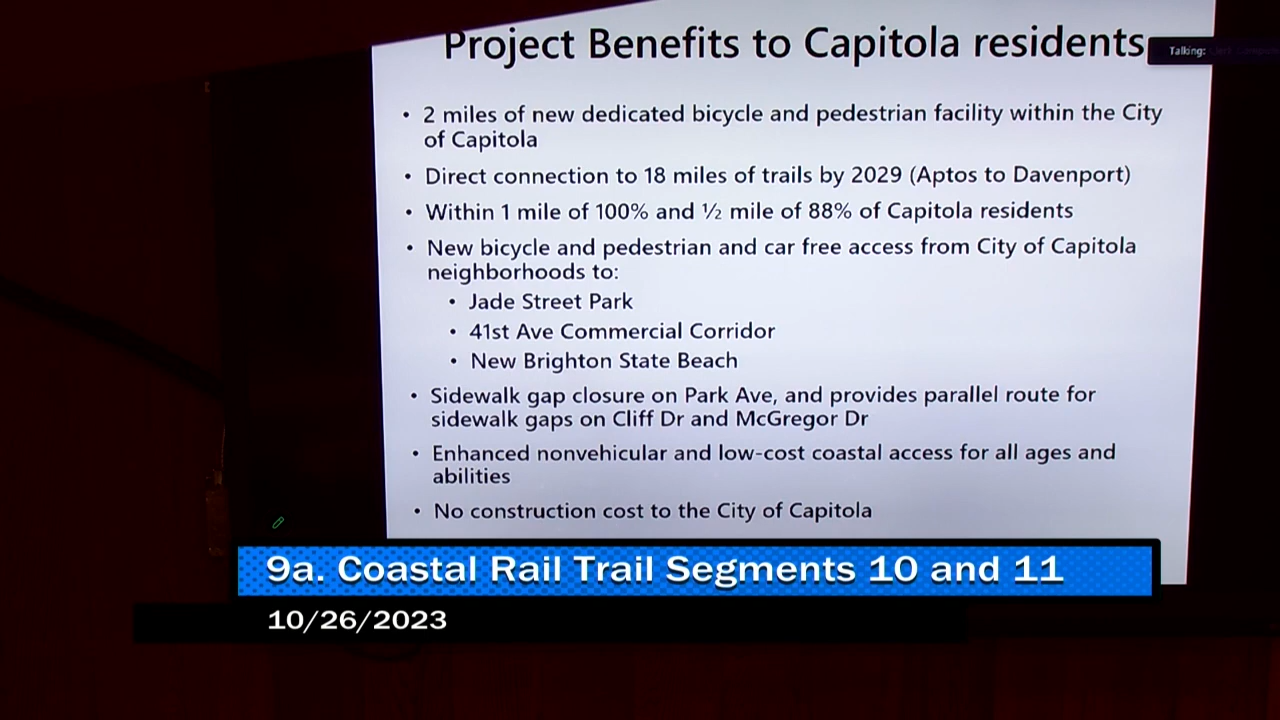 Project Benefits to Capitola residents
Talking:
• 2 miles of new dedicated bicycle and pedestrian facility within the City
of Capitola
• Direct connection to 18 miles of trails by 2029 (Aptos to Davenport)
• Within 1 mile of 100% and ½ mile of 88% of Capitola residents
• New bicycle and pedestrian and car free access from City of Capitola
neighborhoods to:
• Jade Street Park
• 41st Ave Commercial Corridor
• New Brighton State Beach
• Sidewalk gap closure on Park Ave, and provides parallel route for
sidewalk gaps on Cliff Dr and McGregor Dr
• Enhanced nonvehicular and low-cost coastal access for all ages and
abilities
• No construction cost to the City of Capitola
9a. Coastal Rail Trail Segments 10 and 11
10/26/2023